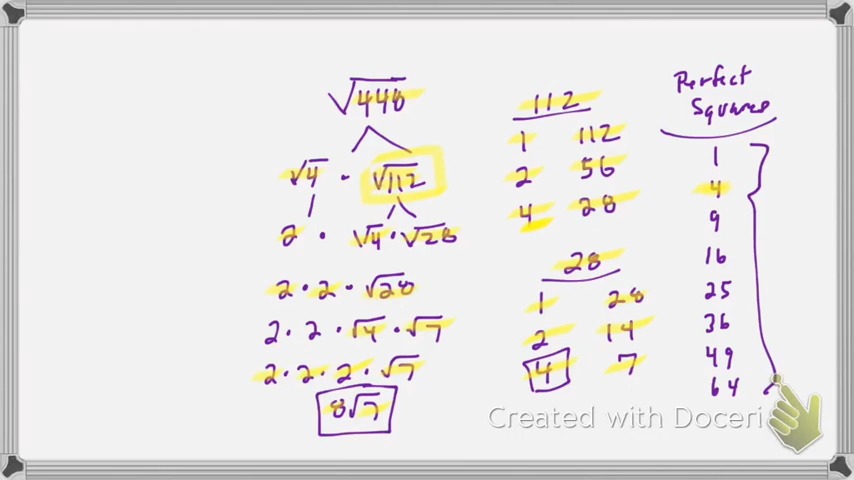 √448
√4 · √112
2 · √4 · √28
2 · 2 · √28
2 · 2 · √4 · √7
2 · 2 · 2 · √7
8√7
112
1 112
2 56
4 28
28
1 28
2 14
4 7
Perfect
Squares
1
4
9
16
25
36
49
64
Created with Doceri